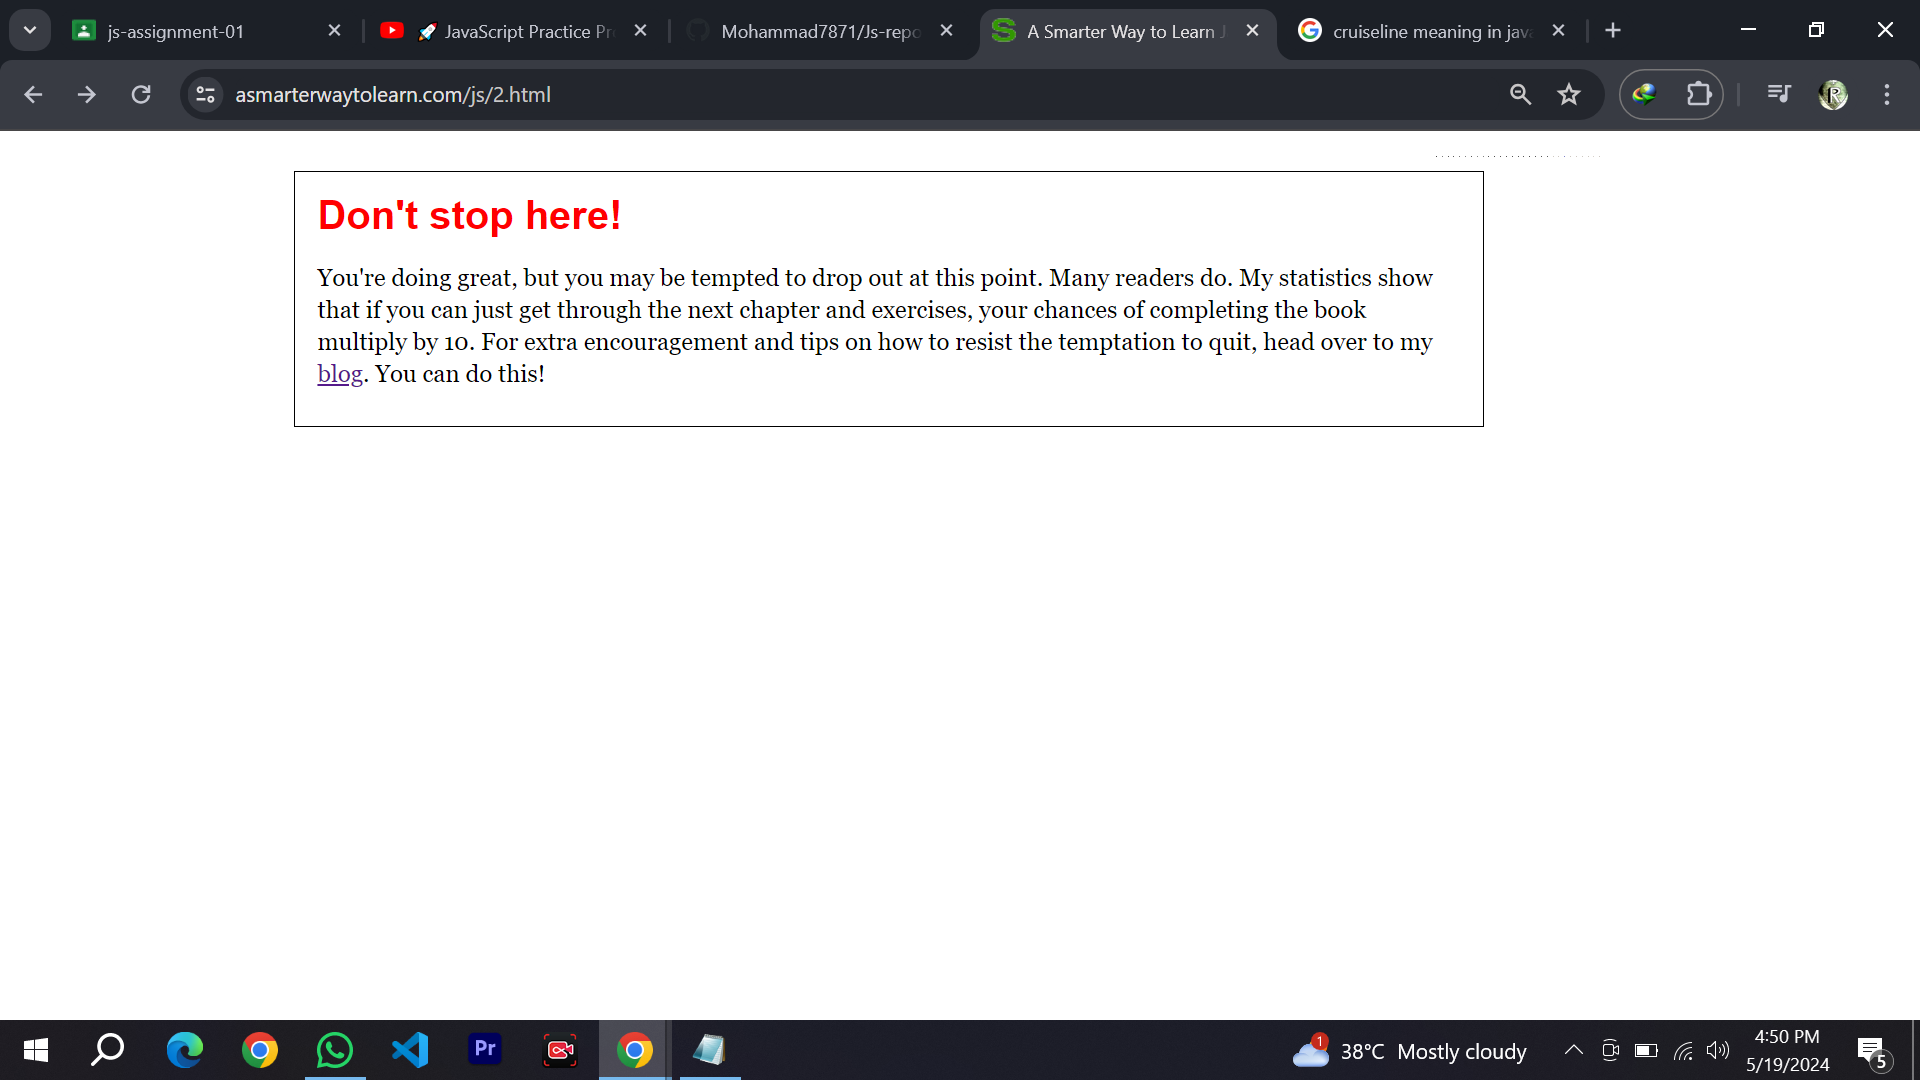 js-assignment-01
JavaScript Practice Pr
Mohammad7871/Js-repo
A Smarter Way to Learn J
cruiseline meaning in java
asmarterwaytolearn.com/js/2.html
R
Don't stop here!
You're doing great, but you may be tempted to drop out at this point. Many readers do. My statistics show
that if you can just get through the next chapter and exercises, your chances of completing the book
multiply by 10. For extra encouragement and tips on how to resist the temptation to quit, head over to my
blog. You can do this!
Pr
1
38°C Mostly cloudy
4:50 PM
5/19/2024
5